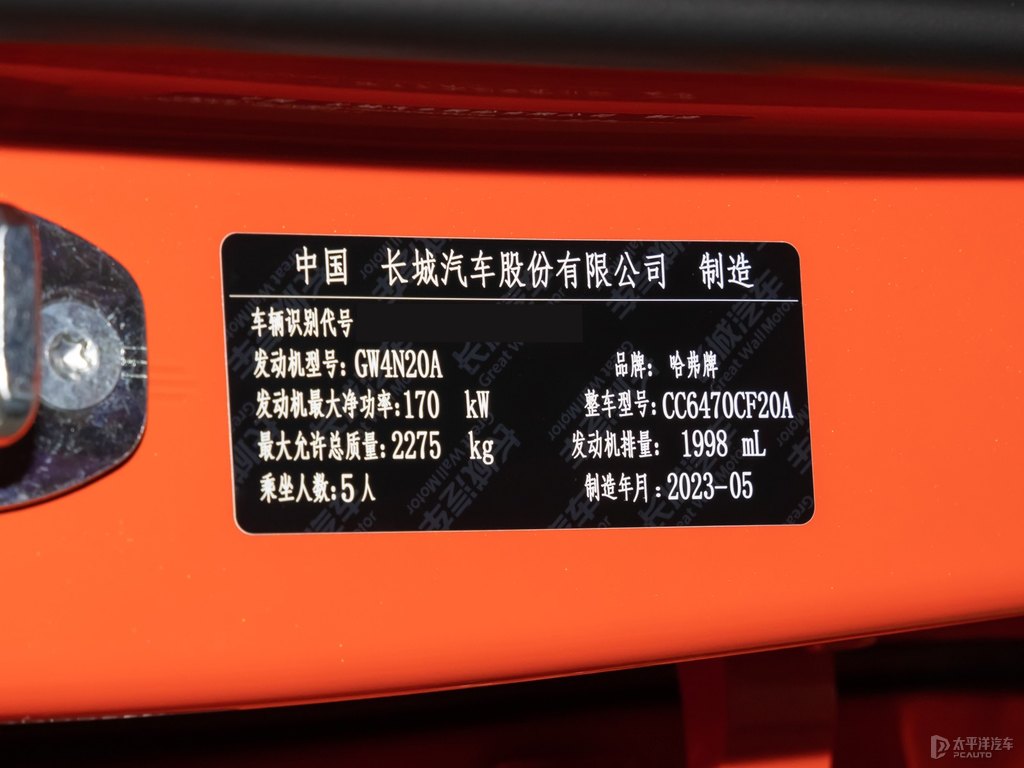 中国 长城汽车股份有限公司 制造
车辆识别代号
发动机型号: GW4N20A 品牌: 哈弗牌
发动机最大净功率:170 kW 整车型号:CC6470CF20A
最大允许总质量:2275 kg 发动机排量: 1998 mL
乘坐人数:5人 制造年月:2023-05
太平洋汽车
PCAUTO